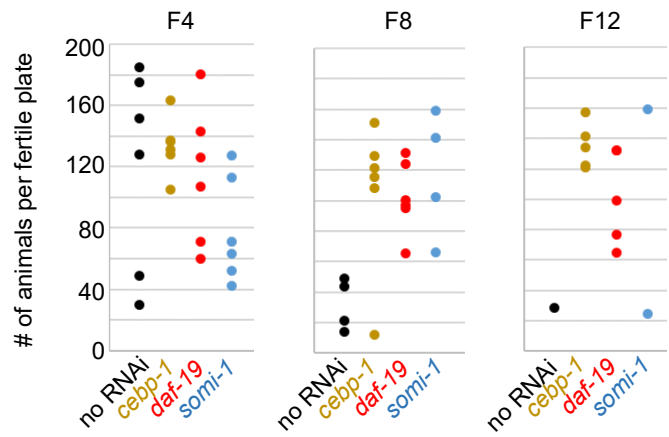 F4
F8
F12
# of animals per fertile plate
200
160
120
80
40
0
no RNAi
cebp-1
daf-19
somi-1
no RNAi
cebp-1
daf-19
somi-1
no RNAi
cebp-1
daf-19
somi-1